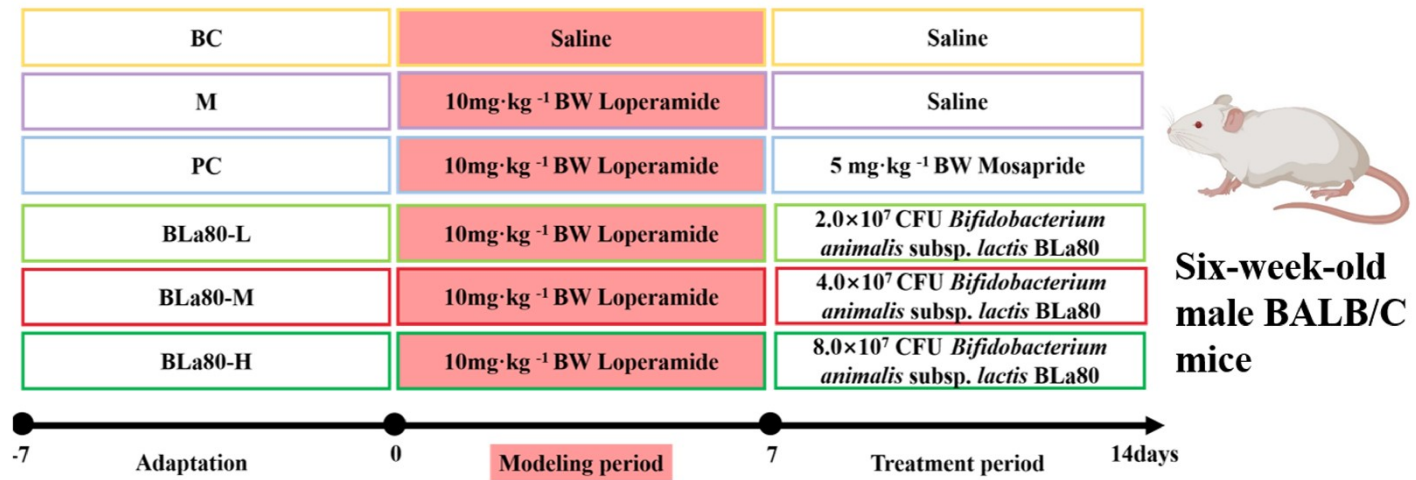 BC
Saline
Saline
M
10mg·kg ⁻¹ BW Loperamide
Saline
PC
10mg·kg ⁻¹ BW Loperamide
5 mg·kg ⁻¹ BW Mosapride
BLa80-L
10mg·kg ⁻¹ BW Loperamide
2.0×10⁷ CFU Bifidobacterium
animalis subsp. lactis BLa80
BLa80-M
10mg·kg ⁻¹ BW Loperamide
4.0×10⁷ CFU Bifidobacterium
animalis subsp. lactis BLa80
BLa80-H
10mg·kg ⁻¹ BW Loperamide
8.0×10⁷ CFU Bifidobacterium
animalis subsp. lactis BLa80
Six-week-old
male BALB/C
mice
-7
Adaptation
0
Modeling period
7
Treatment period
14days